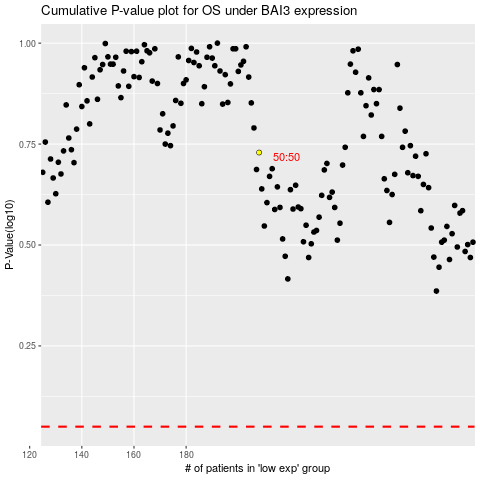 Cumulative P-value plot for OS under BAI3 expression
P-Value(log10)
1.00
0.75
0.50
0.25
50:50
120 140 160 180
# of patients in 'low exp' group